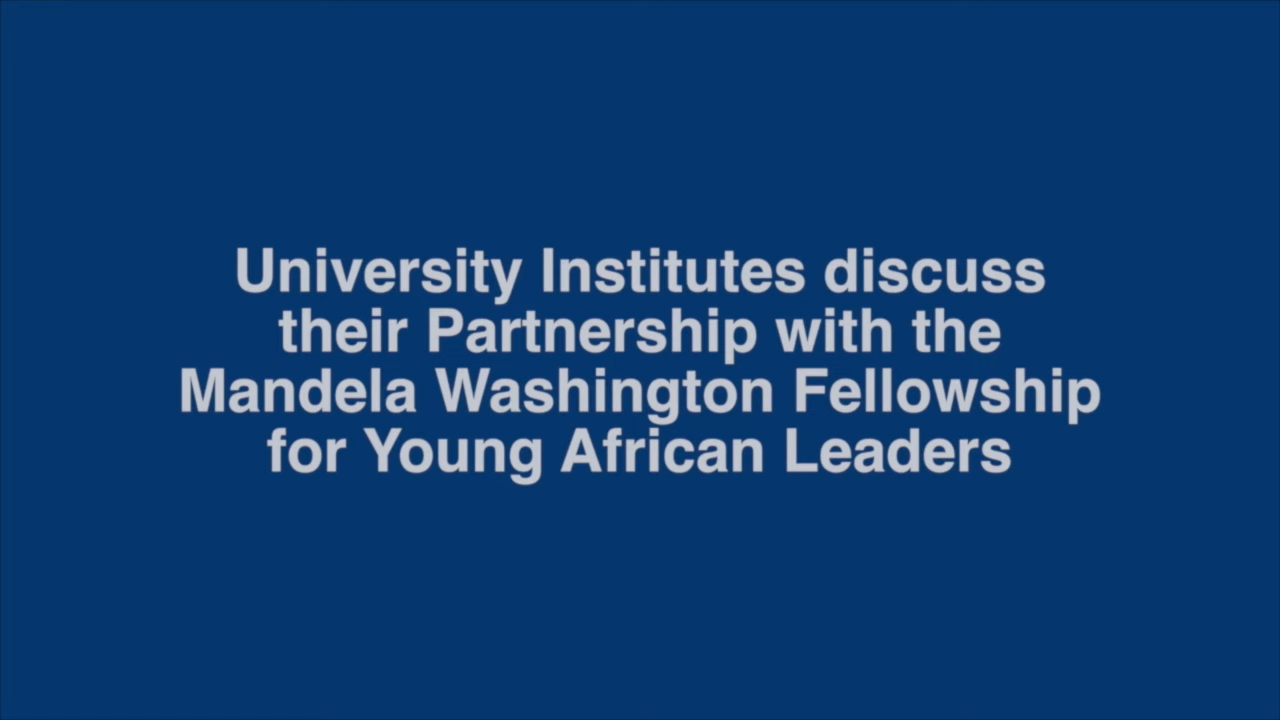 University Institutes discuss
their Partnership with the
Mandela Washington Fellowship
for Young African Leaders